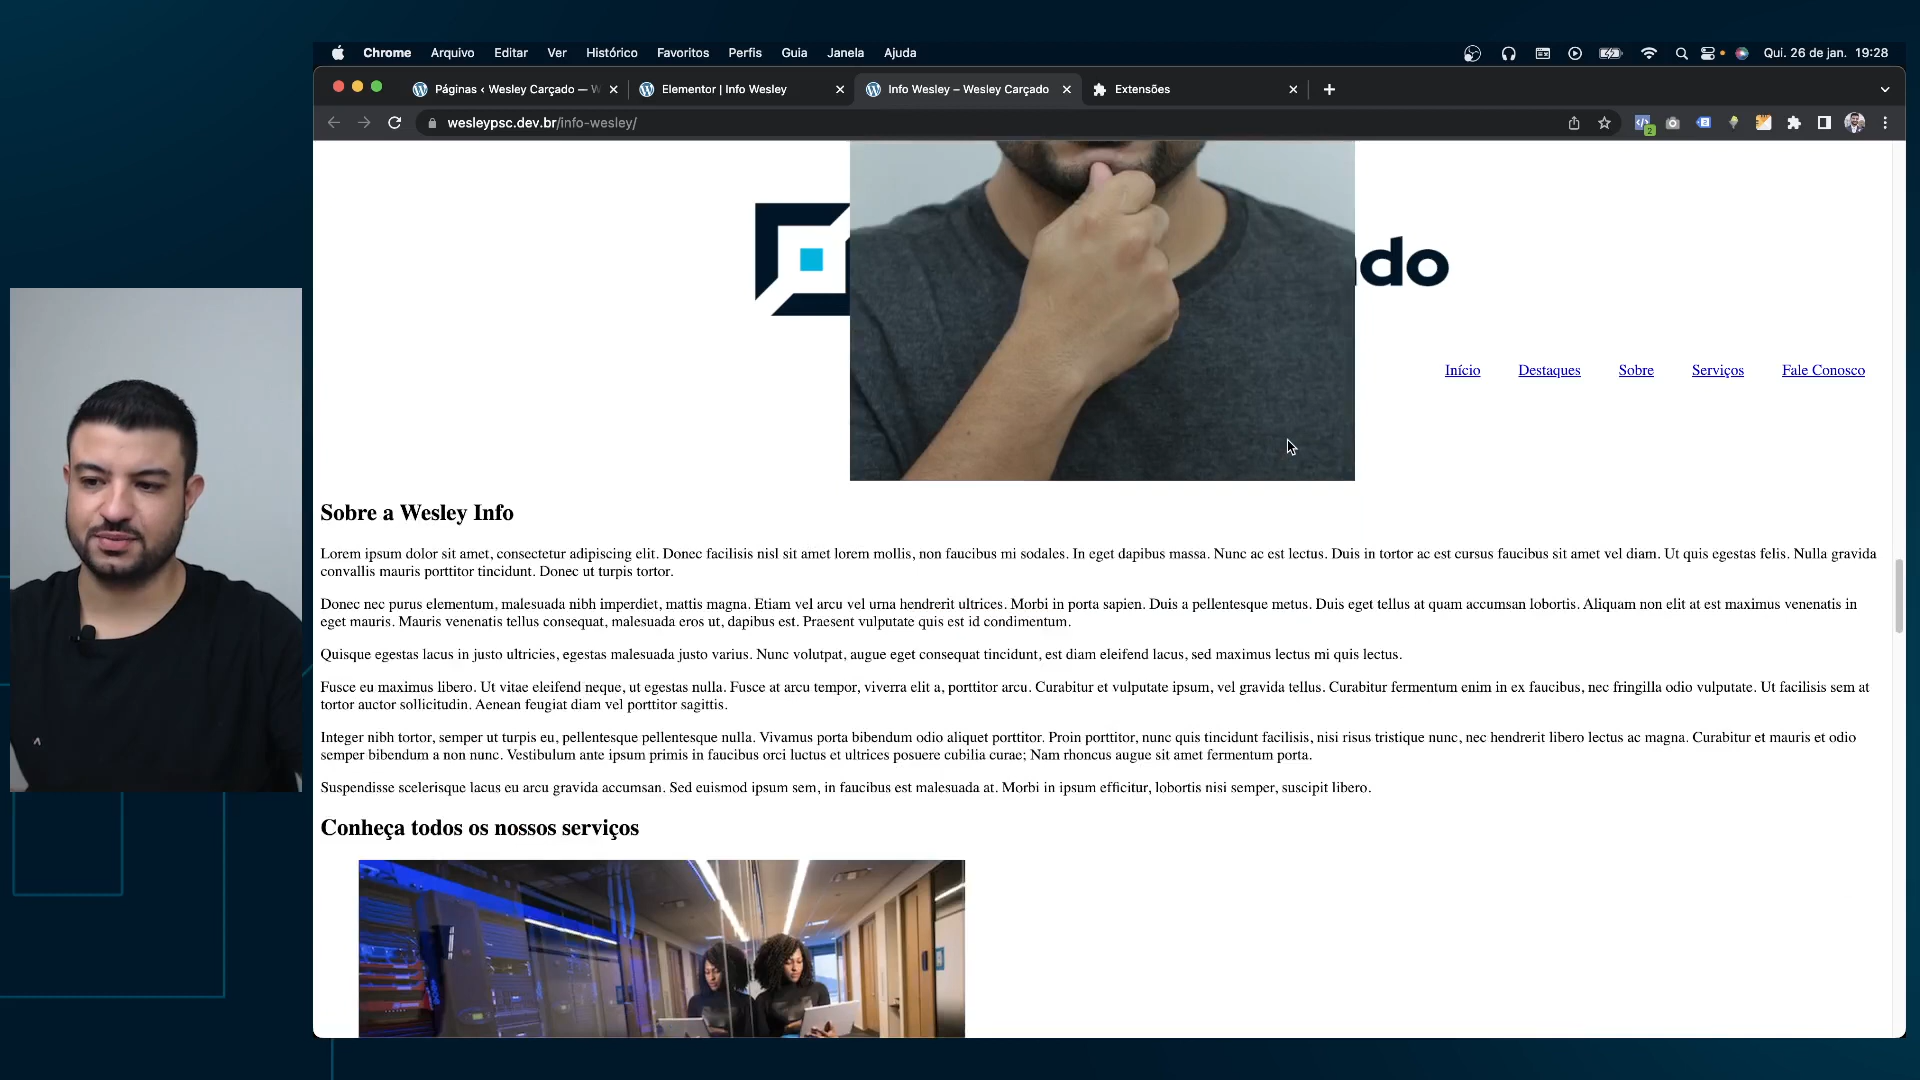 Chrome Arquivo Editar Ver Histórico Favoritos Perfis Guia Janela Ajuda
Qui. 26 de jan. 19:28
Páginas ‹ Wesley Carçado — W
Elementor | Info Wesley
Info Wesley – Wesley Carçado
Extensões
wesleypsc.dev.br/info-wesley/
2
do
Início Destaques Sobre Serviços Fale Conosco
Sobre a Wesley Info
Lorem ipsum dolor sit amet, consectetur adipiscing elit. Donec facilisis nisl sit amet lorem mollis, non faucibus mi sodales. In eget dapibus massa. Nunc ac est lectus. Duis in tortor ac est cursus faucibus sit amet vel diam. Ut quis egestas felis. Nulla gravida
convallis mauris porttitor tincidunt. Donec ut turpis tortor.
Donec nec purus elementum, malesuada nibh imperdiet, mattis magna. Etiam vel arcu vel urna hendrerit ultrices. Morbi in porta sapien. Duis a pellentesque metus. Duis eget tellus at quam accumsan lobortis. Aliquam non elit at est maximus venenatis in
eget mauris. Mauris venenatis tellus consequat, malesuada eros ut, dapibus est. Praesent vulputate quis est id condimentum.
Quisque egestas lacus in justo ultricies, egestas malesuada justo varius. Nunc volutpat, augue eget consequat tincidunt, est diam eleifend lacus, sed maximus lectus mi quis lectus.
Fusce eu maximus libero. Ut vitae eleifend neque, ut egestas nulla. Fusce at arcu tempor, viverra elit a, porttitor arcu. Curabitur et vulputate ipsum, vel gravida tellus. Curabitur fermentum enim in ex faucibus, nec fringilla odio vulputate. Ut facilisis sem at
tortor auctor sollicitudin. Aenean feugiat diam vel porttitor sagittis.
Integer nibh tortor, semper ut turpis eu, pellentesque pellentesque nulla. Vivamus porta bibendum odio aliquet porttitor. Proin porttitor, nunc quis tincidunt facilisis, nisi risus tristique nunc, nec hendrerit libero lectus ac magna. Curabitur et mauris et odio
semper bibendum a non nunc. Vestibulum ante ipsum primis in faucibus orci luctus et ultrices posuere cubilia curae; Nam rhoncus augue sit amet fermentum porta.
Suspendisse scelerisque lacus eu arcu gravida accumsan. Sed euismod ipsum sem, in faucibus est malesuada at. Morbi in ipsum efficitur, lobortis nisi semper, suscipit libero.
Conheça todos os nossos serviços